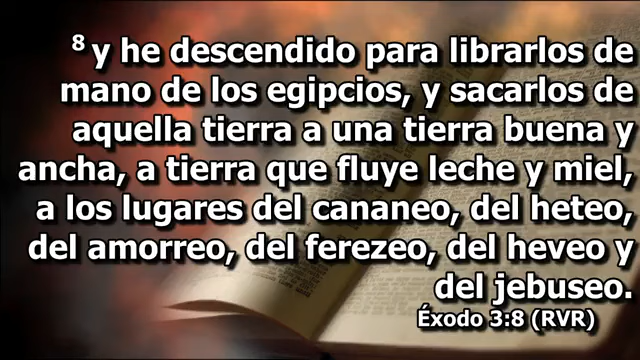 8 y he descendido para librarlos de
mano de los egipcios, y sacarlos de
aquella tierra a una tierra buena y
ancha, a tierra que fluye leche y miel,
a los lugares del cananeo, del heteo,
del amorreo, del ferezeo, del heveo y
del jebuseo.
Éxodo 3:8 (RVR)